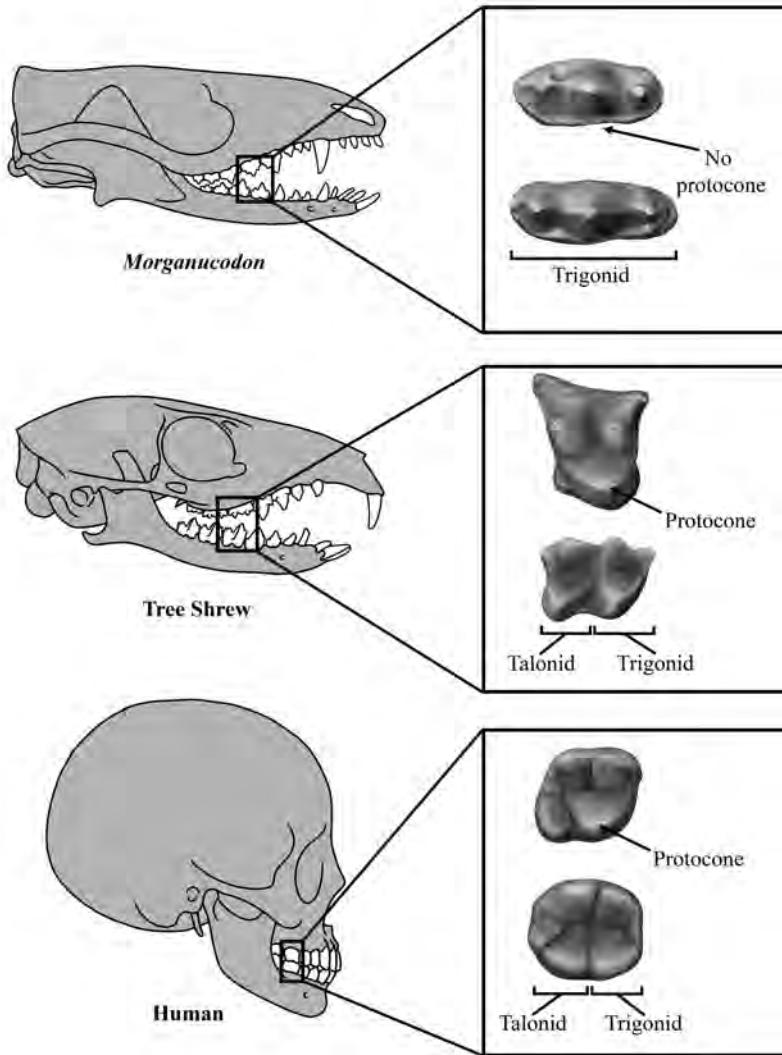 No
protocone
Morganucodon
Trigonid
Protocone
Tree Shrew
Talonid Trigonid
Protocone
Human
Talonid Trigonid